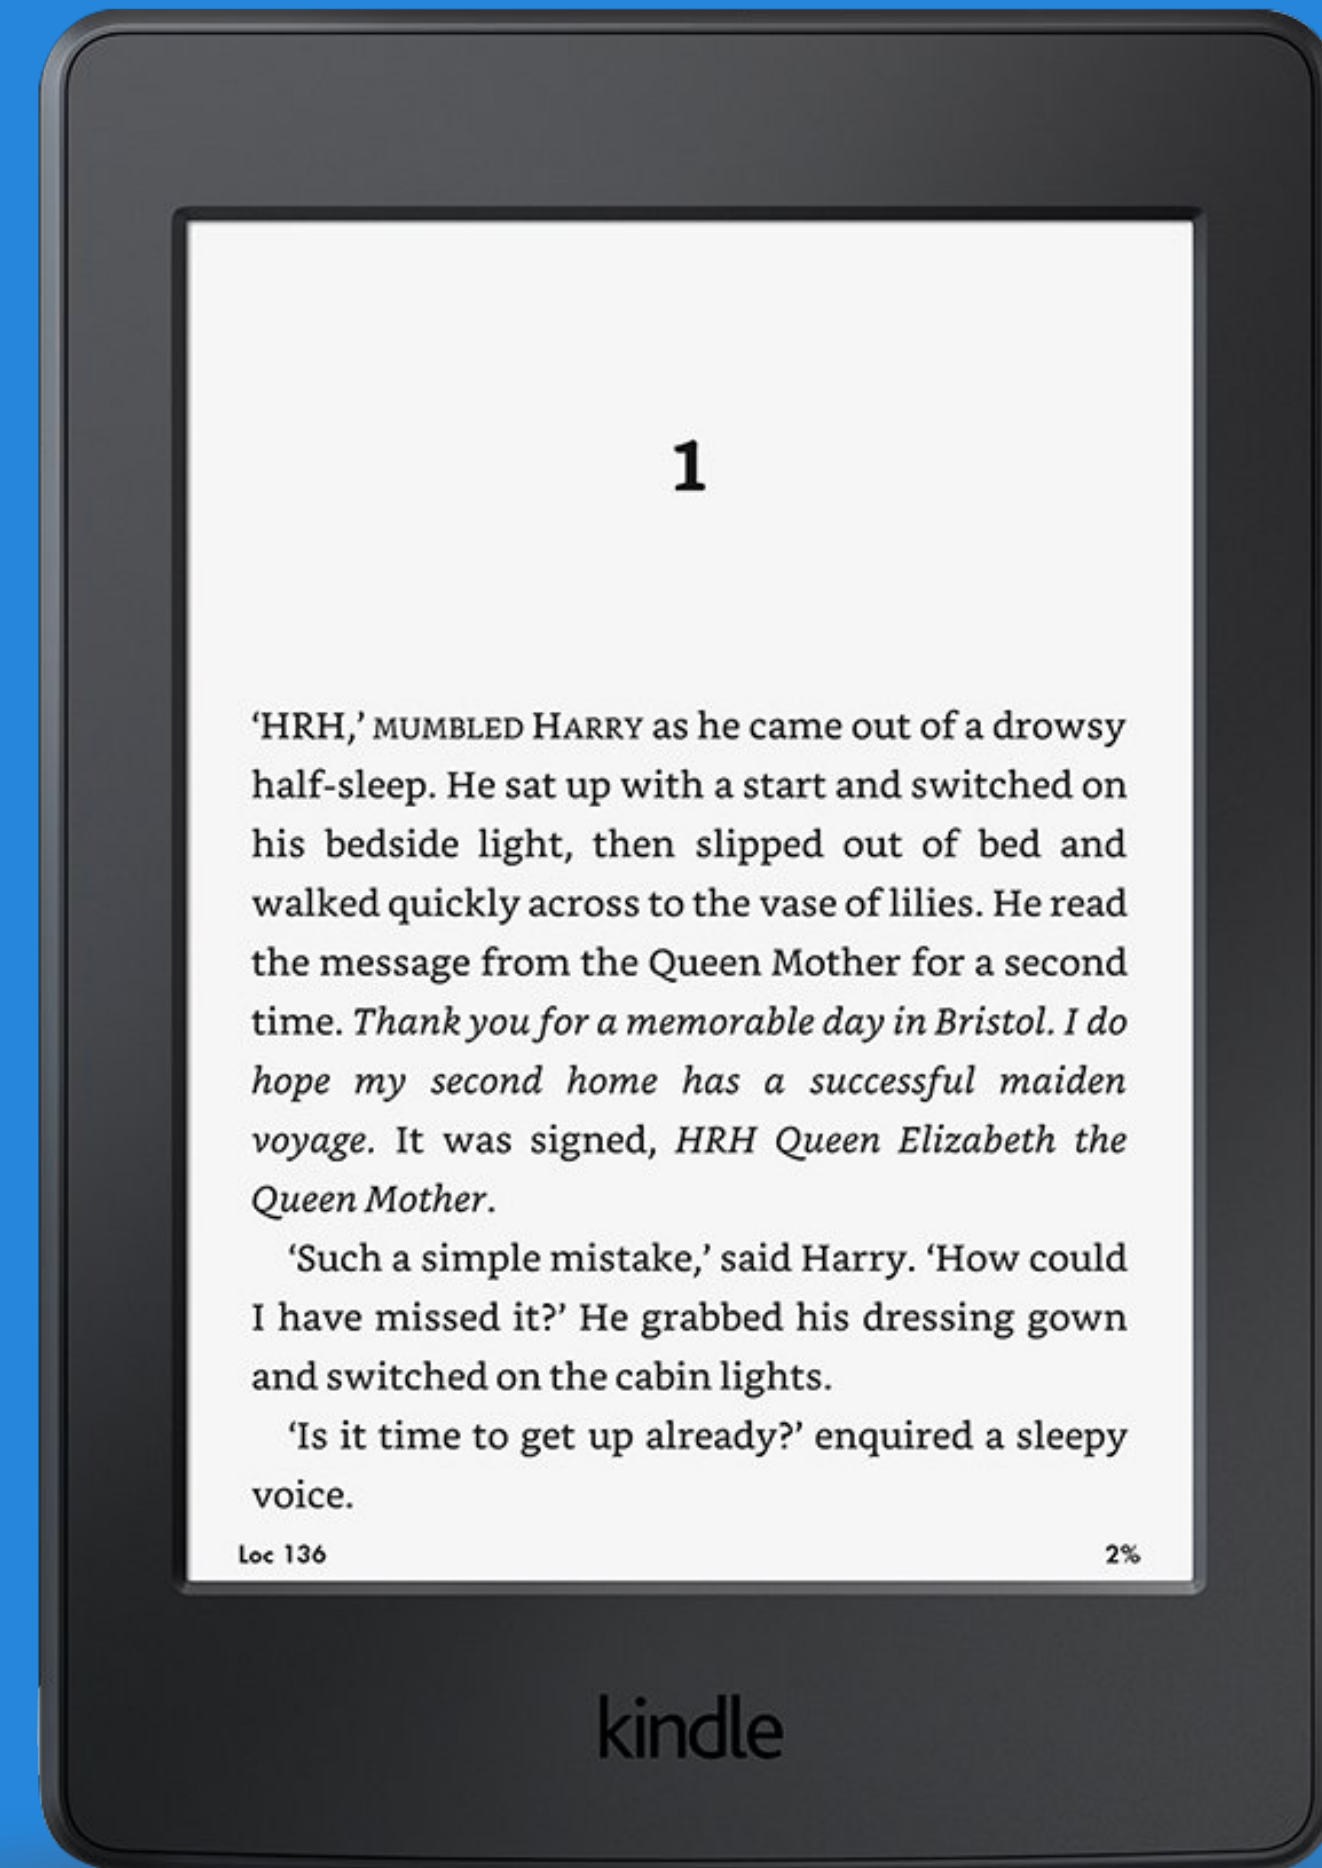 1
‘HRH,’ MUMBLED HARRY as he came out of a drowsy
half-sleep. He sat up with a start and switched on
his bedside light, then slipped out of bed and
walked quickly across to the vase of lilies. He read
the message from the Queen Mother for a second
time. Thank you for a memorable day in Bristol. I do
hope my second home has a successful maiden
voyage. It was signed, HRH Queen Elizabeth the
Queen Mother.
‘Such a simple mistake,’ said Harry. ‘How could
I have missed it?’ He grabbed his dressing gown
and switched on the cabin lights.
‘Is it time to get up already?’ enquired a sleepy
voice.
Loc 136 2%
kindle